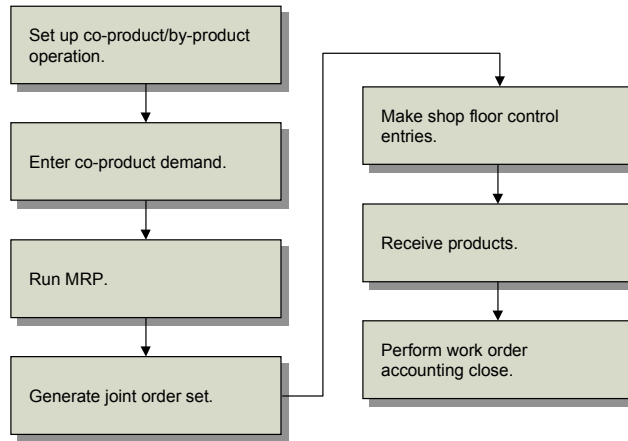 Set up co-product/by-product
operation.
Enter co-product demand.
Run MRP.
Generate joint order set.
Make shop floor control
entries.
Receive products.
Perform work order
accounting close.